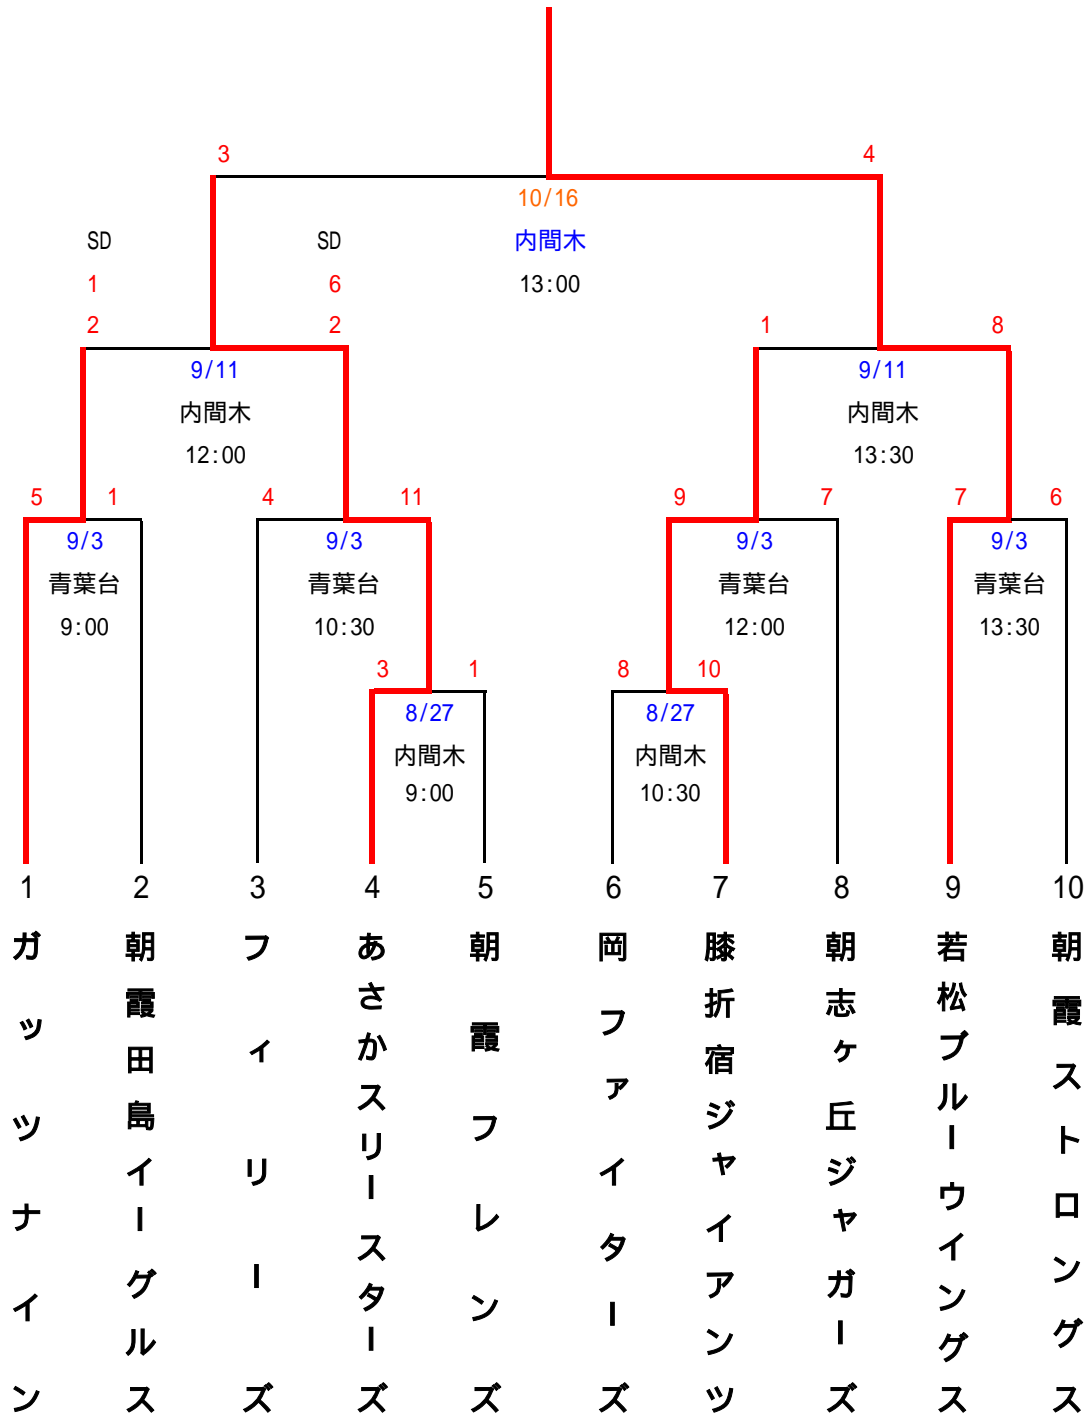 3 4
10/16
SD SD 内間木
1 6 13:00
2 2 1 8
9/11 9/11
内間木 内間木
12:00 13:30
5 1 4 11 9 7 7 6
9/3 9/3 9/3 9/3
青葉台 青葉台 青葉台 青葉台
9:00 10:30 12:00 13:30
3 1 8 10
8/27 8/27
内間木 内間木
9:00 10:30
1 2 3 4 5 6 7 8 9 10
ガッツナイン
朝霞田島イーグルス
フィリーズ
あさかスリースターズ
朝霞フレンズ
岡ファイターズ
膝折宿ジャイアンツ
朝志ヶ丘ジャガーズ
若松ブルーウイングス
朝霞ストロングス